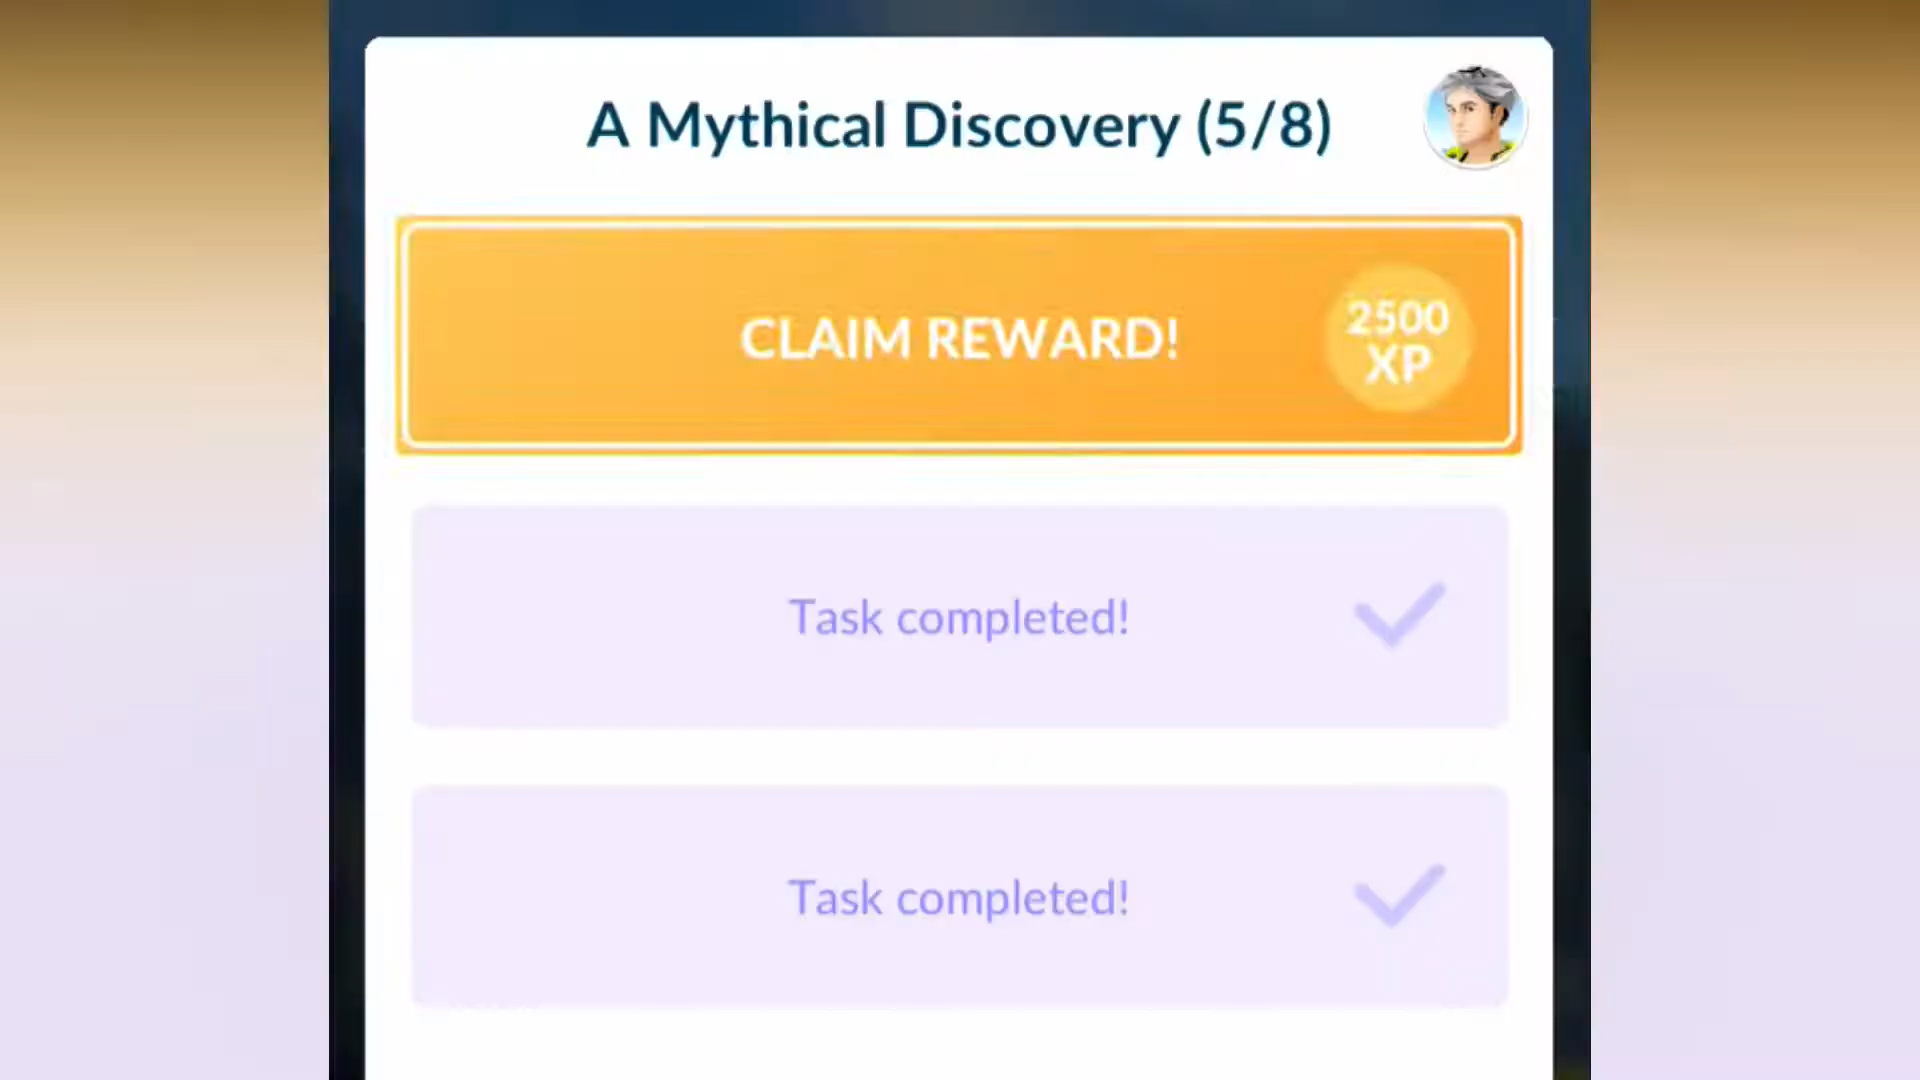 A Mythical Discovery (5/8)
CLAIM REWARD!
2500
XP
Task completed!
Task completed!